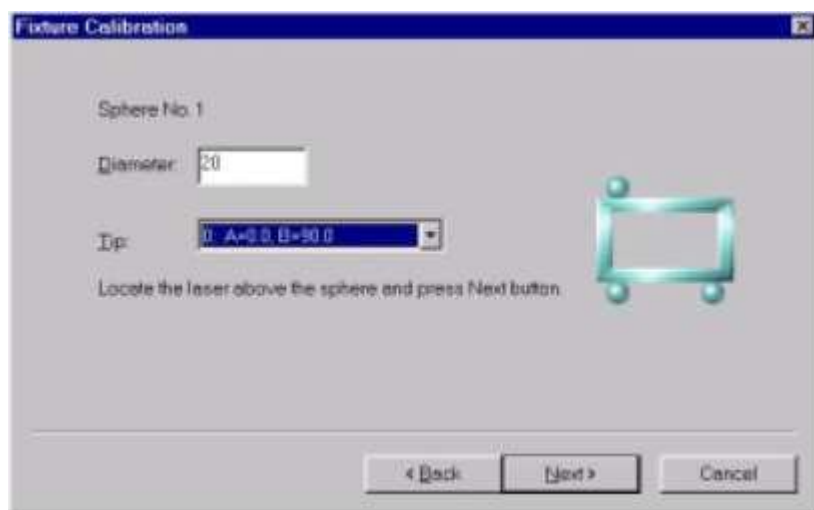 Fixture Calibration
Sphere No. 1
Diameter: 20
Tip: 0: A=0.0, B=90.0
Locate the laser above the sphere and press Next button.
< Back Next > Cancel